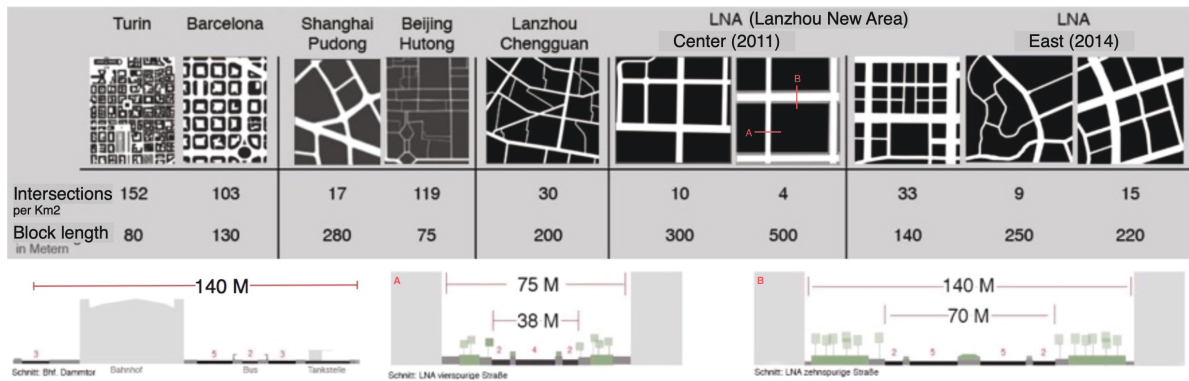 Turin Barcelona Shanghai Pudong Beijing Hutong Lanzhou Chengguan LNA (Lanzhou New Area) Center (2011) LNA East (2014)
B
A
Intersections per Km2 152 103 17 119 30 10 4 33 9 15
Block length in Metern 80 130 280 75 200 300 500 140 250 220
140 M
3 5 2 3
Schnitt: Bhf. Dammtor Bahnhof Bus Tankstelle
A
75 M
38 M
2 4 2
Schnitt: LNA vierspurige Straße
B
140 M
70 M
2 5 5 2
Schnitt: LNA zehnspurige Straße